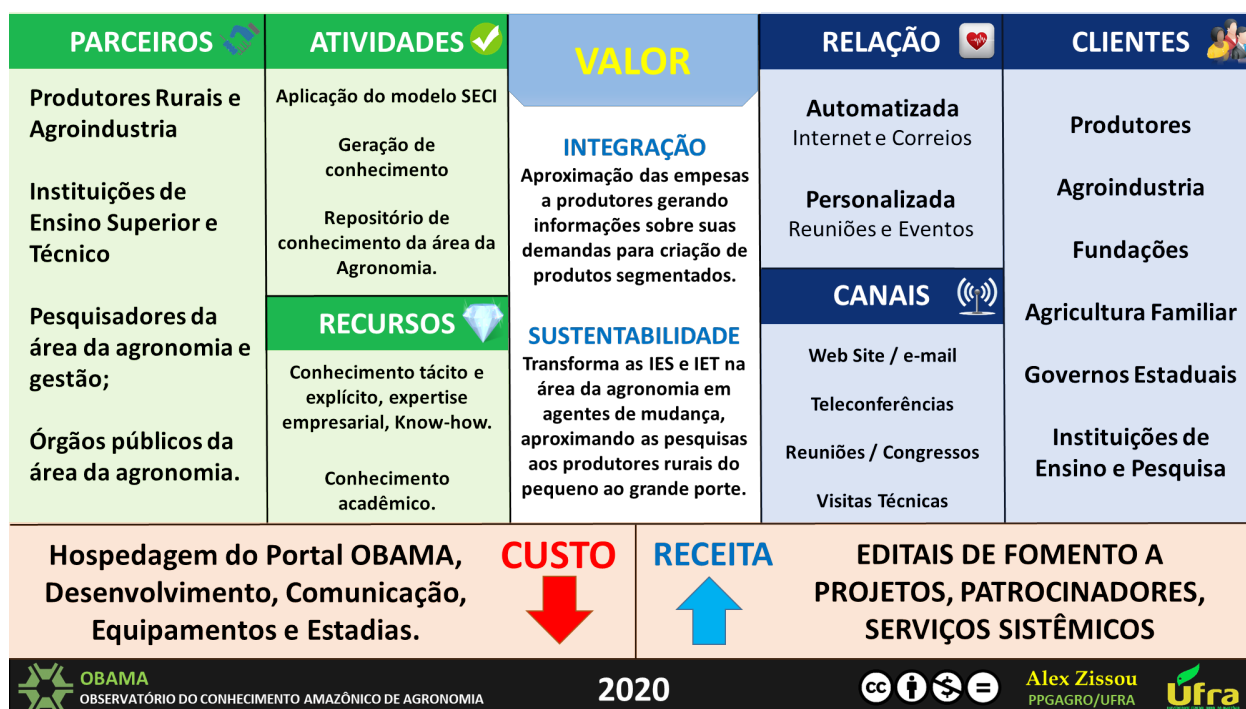 PARCEIROS
Produtores Rurais e
Agroindustria
Instituições de
Ensino Superior e
Técnico
Pesquisadores da
área da agronomia e
gestão;
Órgãos públicos da
área da agronomia.
ATIVIDADES
Aplicação do modelo SECI
Geração de
conhecimento
Repositório de
conhecimento da área da
Agronomia.
RECURSOS
Conhecimento tácito e
explícito, expertise
empresarial, Know-how.
Conhecimento
acadêmico.
VALOR
INTEGRAÇÃO
Aproximação das empesas
a produtores gerando
informações sobre suas
demandas para criação de
produtos segmentados.
SUSTENTABILIDADE
Transforma as IES e IET na
área da agronomia em
agentes de mudança,
aproximando as pesquisas
aos produtores rurais do
pequeno ao grande porte.
RELAÇÃO
Automatizada
Internet e Correios
Personalizada
Reuniões e Eventos
CANAIS
Web Site / e-mail
Teleconferências
Reuniões / Congressos
Visitas Técnicas
CLIENTES
Produtores
Agroindustria
Fundações
Agricultura Familiar
Governos Estaduais
Instituições de
Ensino e Pesquisa
Hospedagem do Portal OBAMA,
Desenvolvimento, Comunicação,
Equipamentos e Estadias.
CUSTO
RECEITA
EDITAIS DE FOMENTO A
PROJETOS, PATROCINADORES,
SERVIÇOS SISTÊMICOS
OBAMA
OBSERVATÓRIO DO CONHECIMENTO AMAZÔNICO DE AGRONOMIA
2020
cc
Alex Zissou
PPGAGRO/UFRA
Ufra